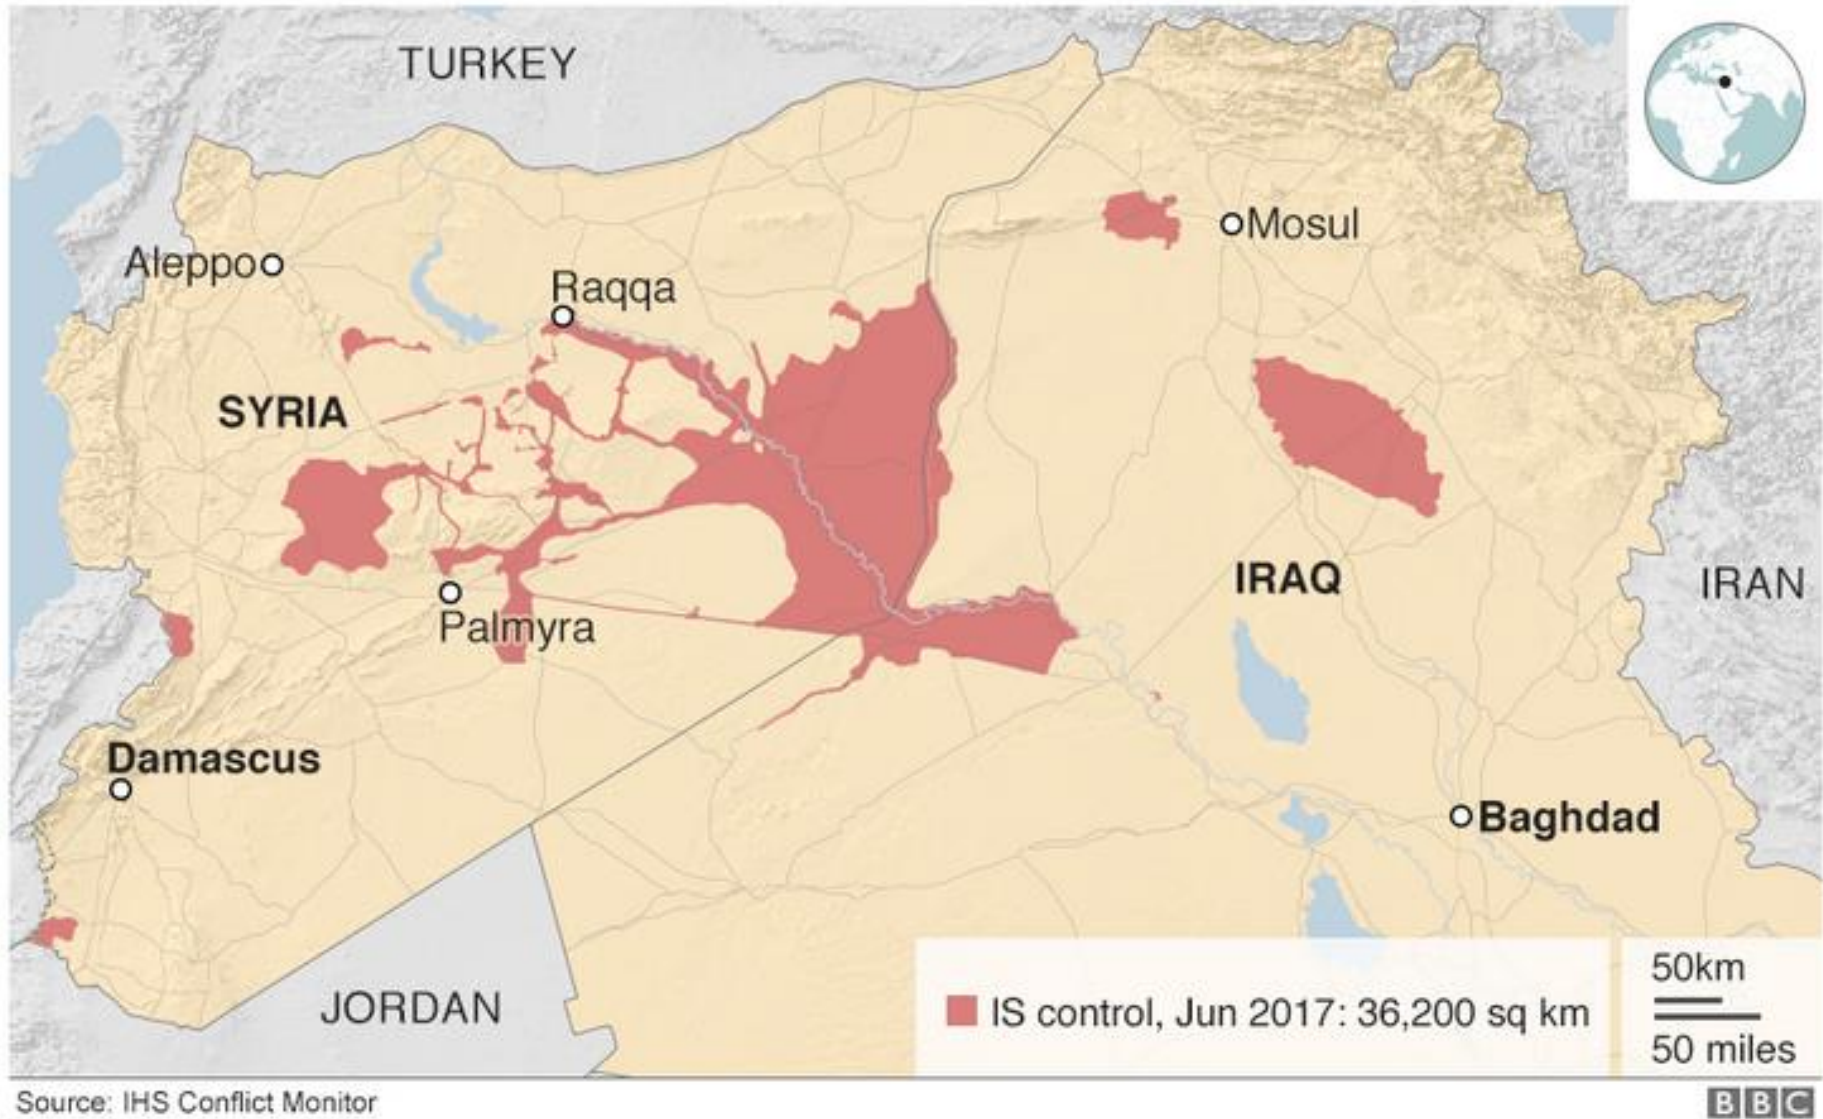 TURKEY
Mosul
Aleppo
Raqqa
SYRIA
IRAQ
IRAN
Palmyra
Damascus
Baghdad
JORDAN
50km
IS control, Jun 2017: 36,200 sq km
50 miles
Source: IHS Conflict Monitor
BBC